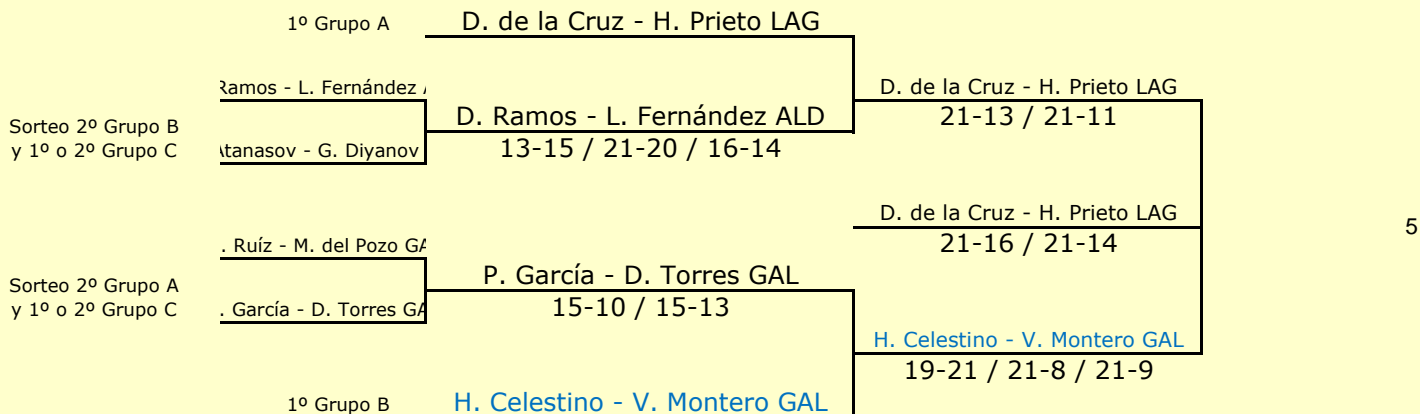 1º Grupo A
D. de la Cruz - H. Prieto LAG
Ramos - L. Fernández
D. de la Cruz - H. Prieto LAG
Sorteo 2º Grupo B
y 1º o 2º Grupo C
D. Ramos - L. Fernández ALD
21-13 / 21-11
Atanasov - G. Diyanov
13-15 / 21-20 / 16-14
D. de la Cruz - H. Prieto LAG
21-16 / 21-14
5
. Ruíz - M. del Pozo GA
Sorteo 2º Grupo A
y 1º o 2º Grupo C
P. García - D. Torres GAL
. García - D. Torres GA
15-10 / 15-13
H. Celestino - V. Montero GAL
19-21 / 21-8 / 21-9
1º Grupo B
H. Celestino - V. Montero GAL